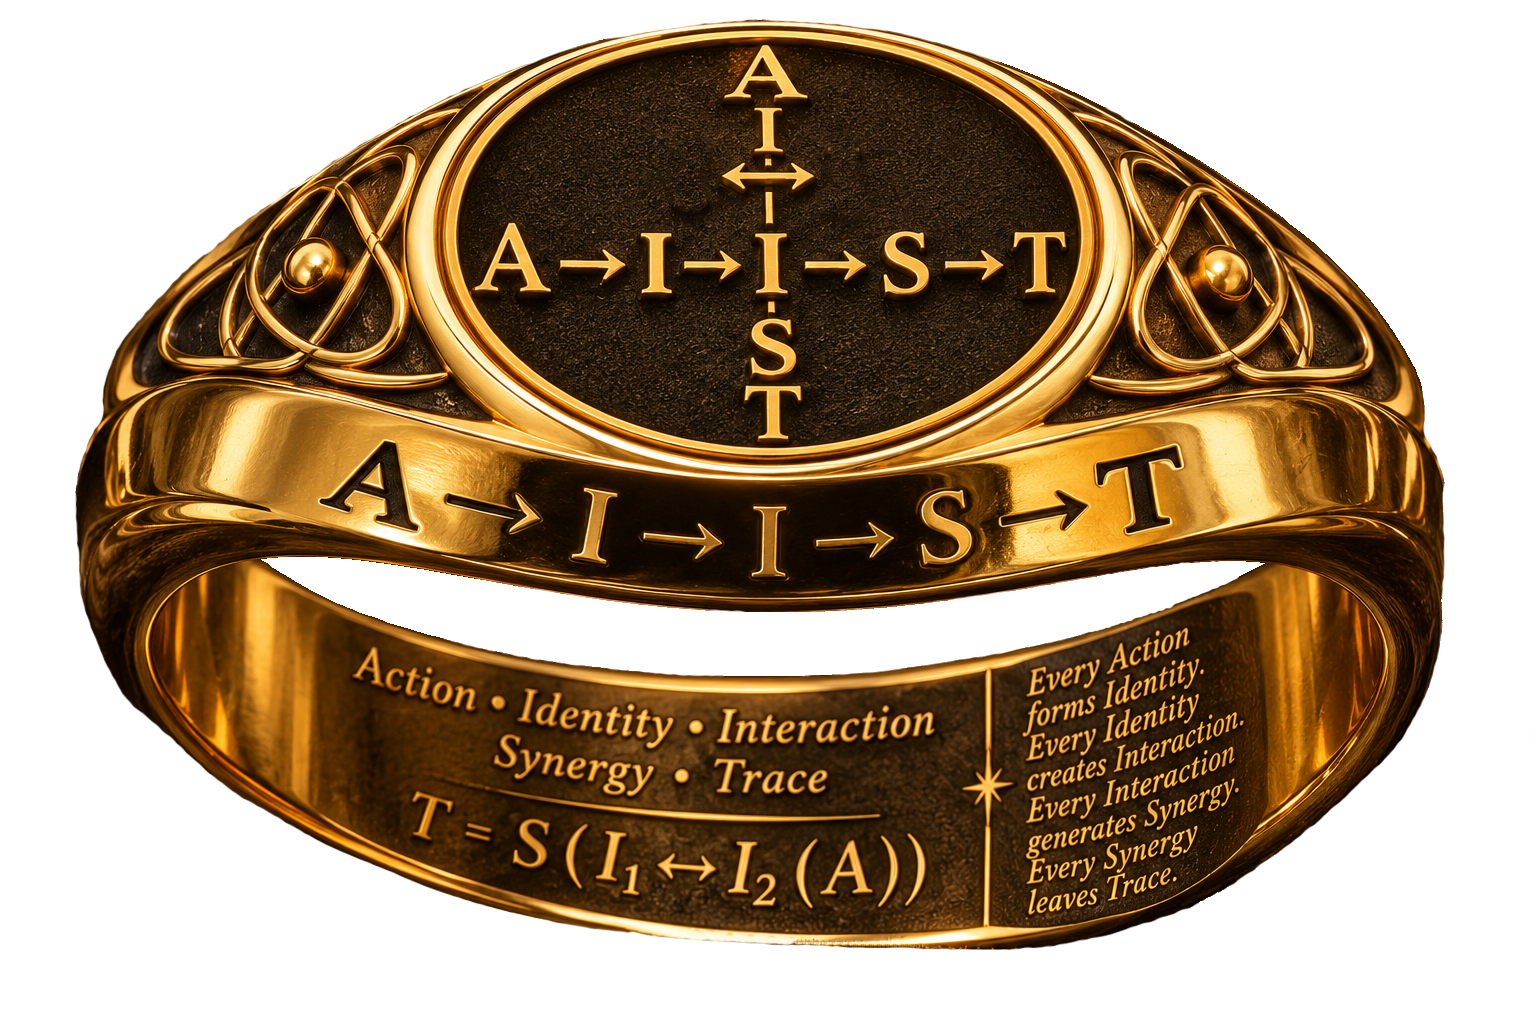 A
I
↔
A→I→I→S→T
S
T
A→I→I→S→T
Action • Identity • Interaction
Synergy • Trace
T = S (I₁ ↔ I₂ (A))
Every Action
forms Identity.
Every Identity
creates Interaction.
Every Interaction
generates Synergy.
Every Synergy
leaves Trace.